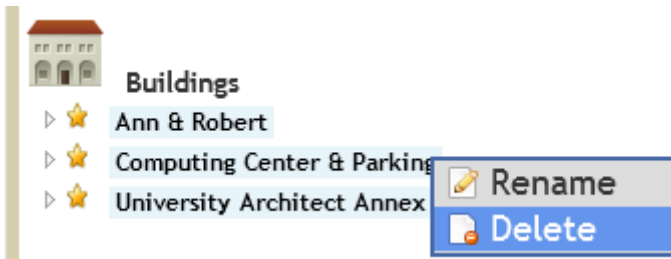 Buildings
Ann & Robert
Computing Center & Parking
University Architect Annex
Rename
Delete